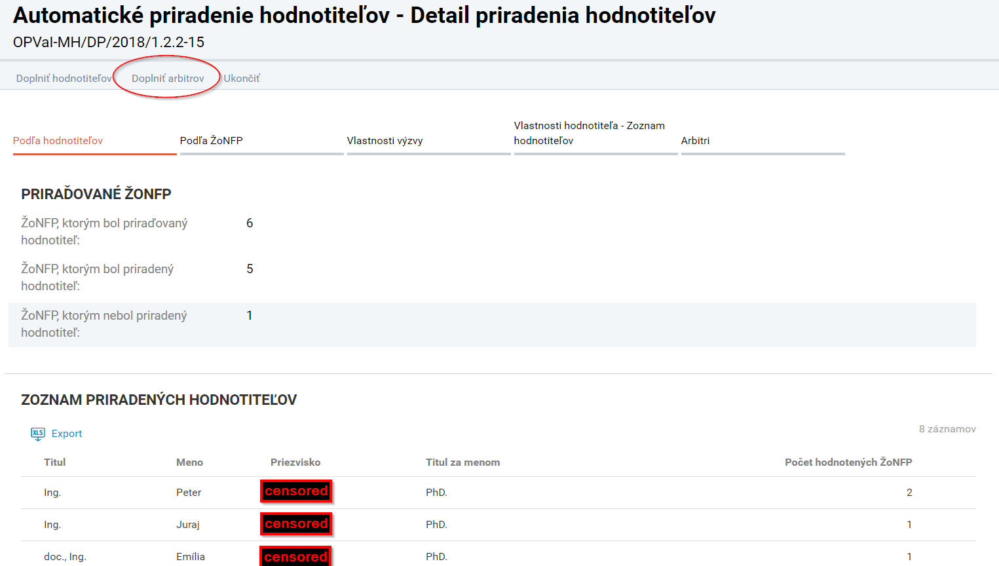 Automatické priradenie hodnotiteľov - Detail priradenia hodnotiteľov
OPVaI-MH/DP/2018/1.2.2-15
Doplniť hodnotiteľov Doplniť arbitrov Ukončiť
Podľa hodnotiteľov Podľa ŽoNFP Vlastnosti výzvy Vlastnosti hodnotiteľa - Zoznam hodnotiteľov Arbitri
PRIRAĎOVANÉ ŽONFP
ŽoNFP, ktorým bol priraďovaný 6
hodnotiteľ:
ŽoNFP, ktorým bol priradený 5
hodnotiteľ:
ŽoNFP, ktorým nebol priradený 1
hodnotiteľ:
ZOZNAM PRIRADENÝCH HODNOTITEĽOV
XLS Export 8 záznamov
Titul Meno Priezvisko Titul za menom Počet hodnotených ŽoNFP
Ing. Peter censored PhD. 2
Ing. Juraj censored PhD. 1
doc., Ing. Emília censored PhD. 1